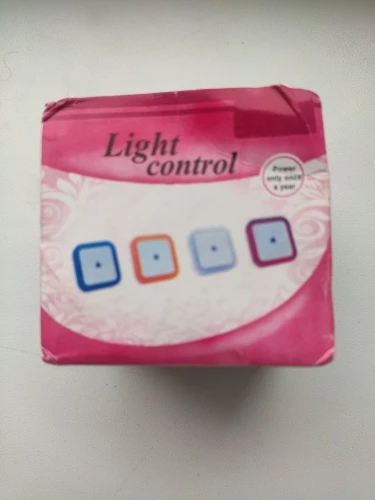 Light
control
Power
only once
a year